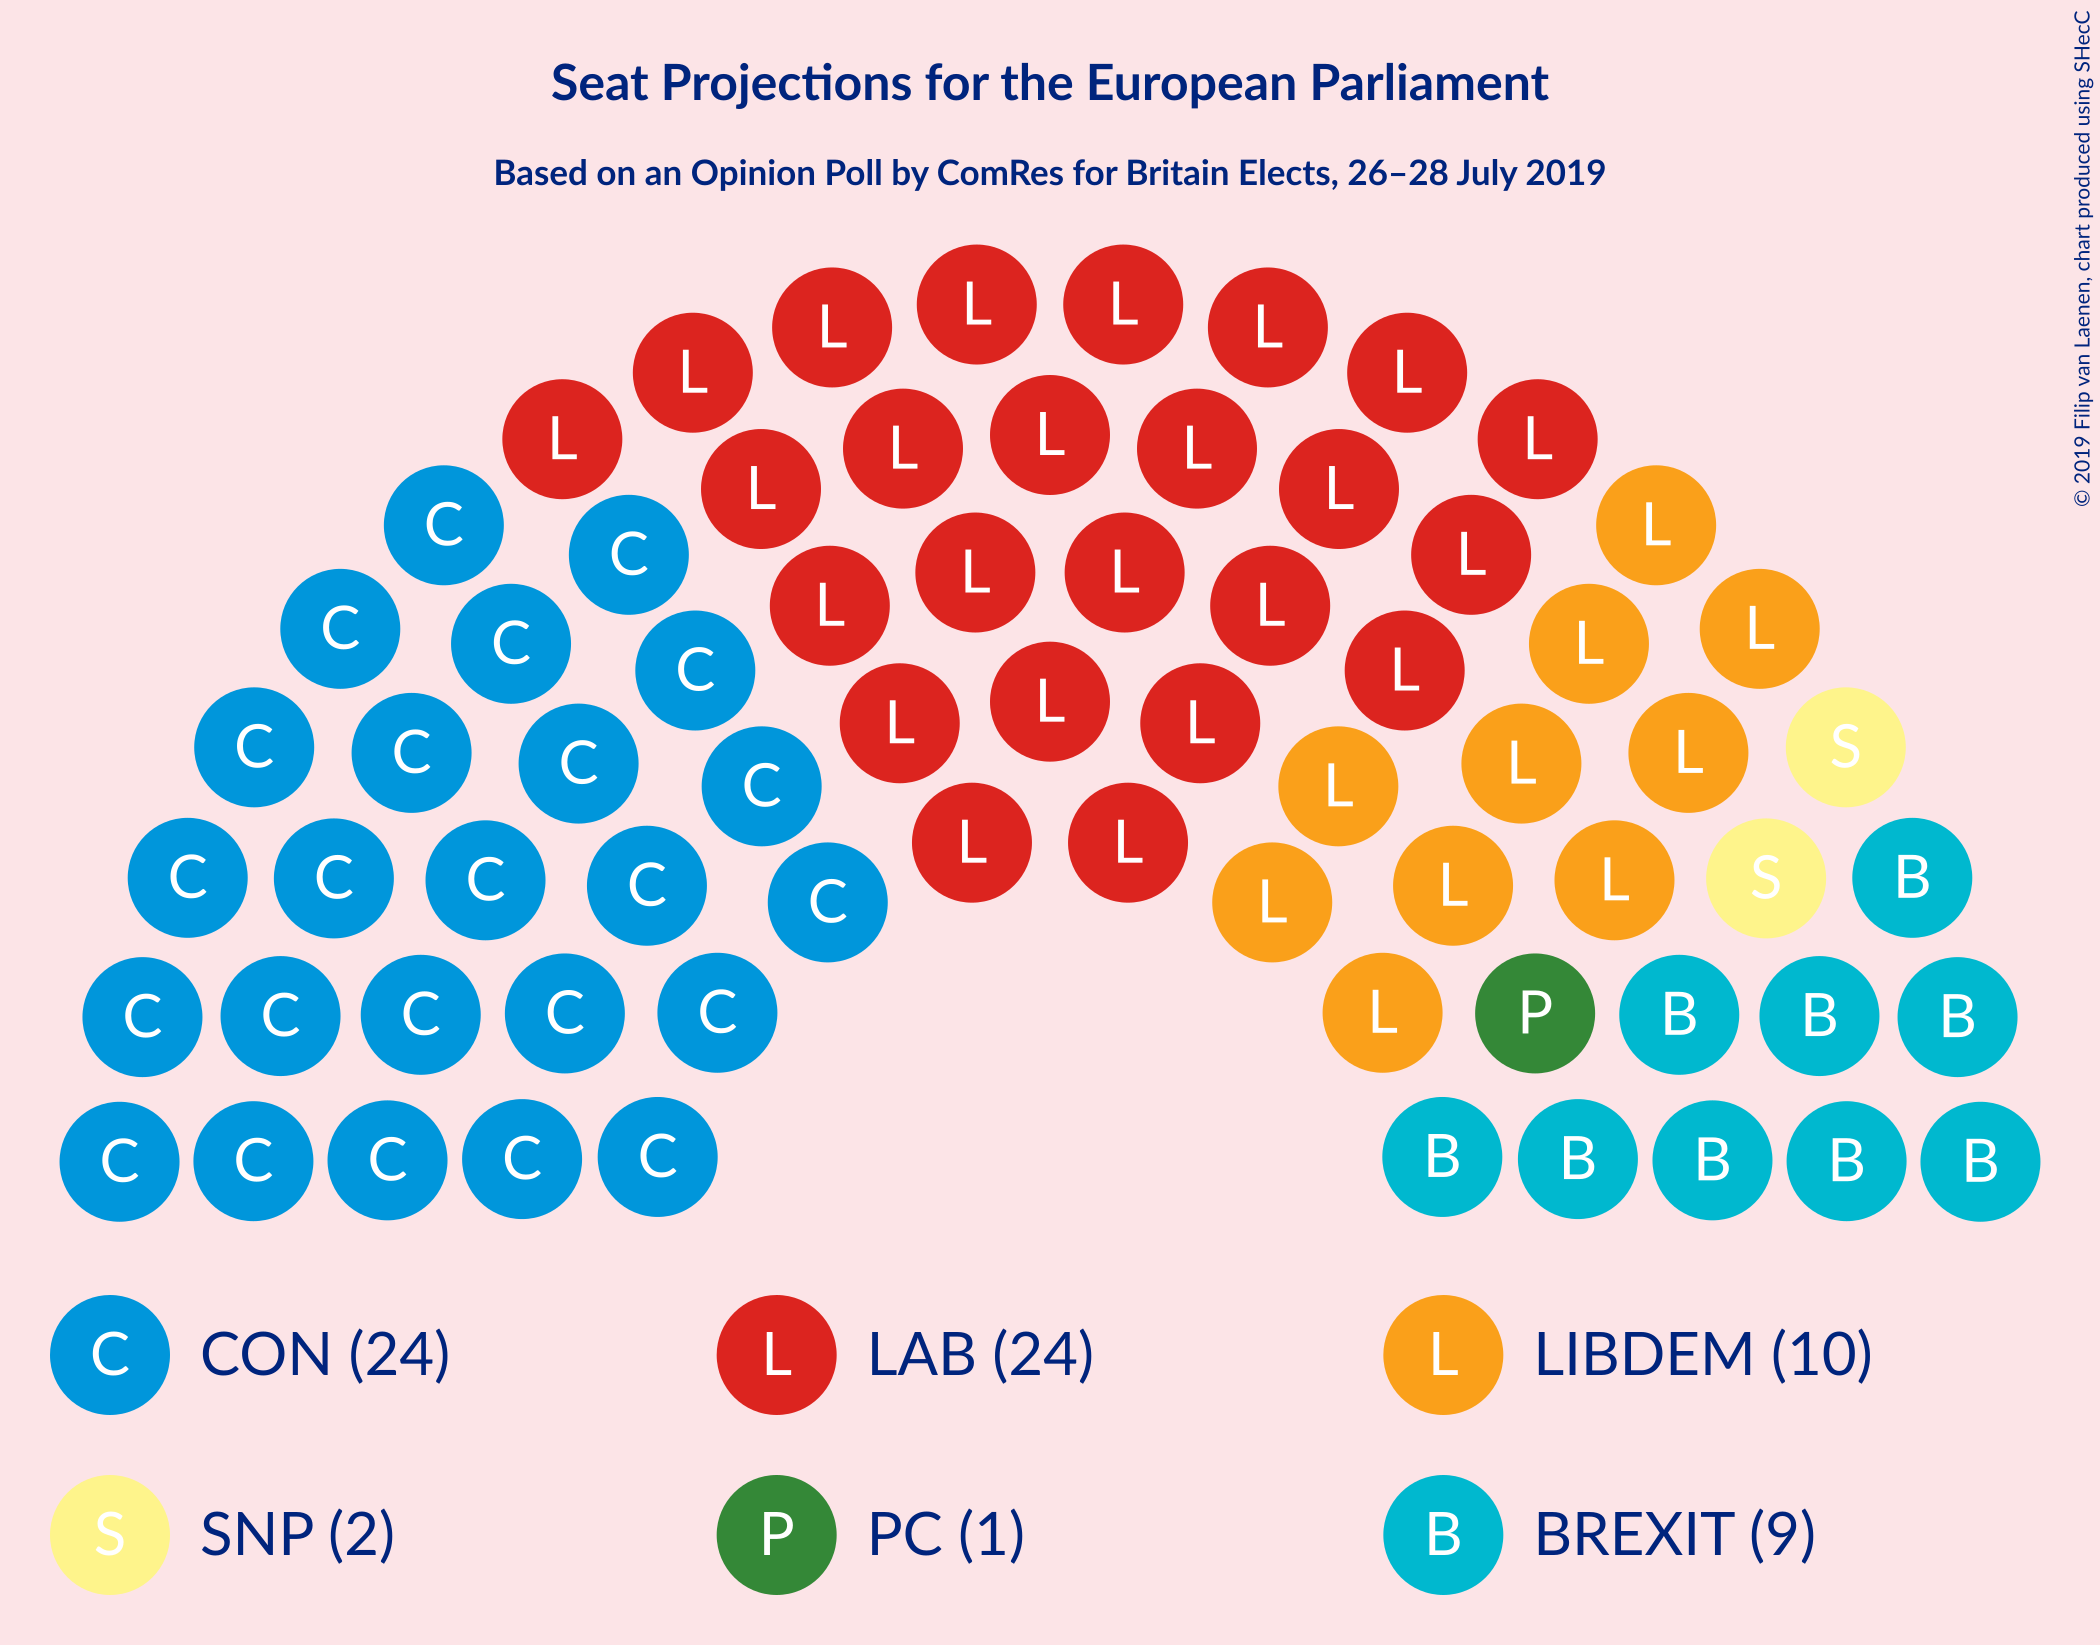 Seat Projections for the European Parliament
Based on an Opinion Poll by ComRes for Britain Elects, 26–28 July 2019
© 2019 Filip van Laenen, chart produced using SHecC
L L
L L
L L
L L L
L L
L L
C L
C L L L
C L
L L
C L L
C L
C L
C L L L
C C
C L
L S
C C
C L
L L
C C C
L L S B
C L
C C C C
L P B B B
C C C C C
B B B B B
C CON (24)
L LAB (24)
L LIBDEM (10)
S SNP (2)
P PC (1)
B BREXIT (9)